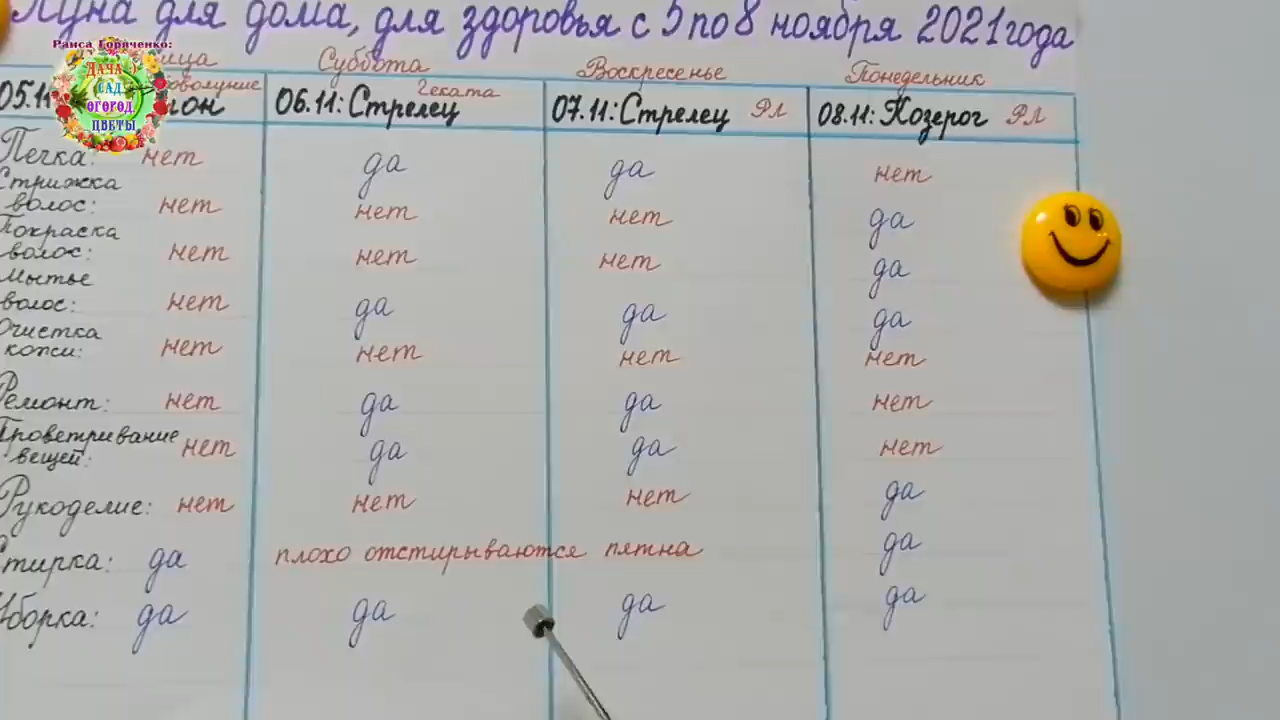 Луна для дома, для здоровья с 5 по 8 ноября 2021 года
Раиса Горяченко:
ДАЧА
САД
ОГОРОД
ЦВЕТЫ
Суббота Воскресенье Понедельник
Геката
05.11 06.11: Стрелец 07.11: Стрелец РЛ 08.11: Козерог РЛ
Печка: нет да да нет
Стрижка
волос: нет нет нет да
Покраска
волос: нет нет нет да
Мытье
волос: нет да да да
Очистка
кожи: нет нет нет нет
Ремонт: нет да да нет
Проветривание
вещей: нет да да нет
Рукоделие: нет нет нет да
Стирка: да плохо отстирываются пятна да
Уборка: да да да да